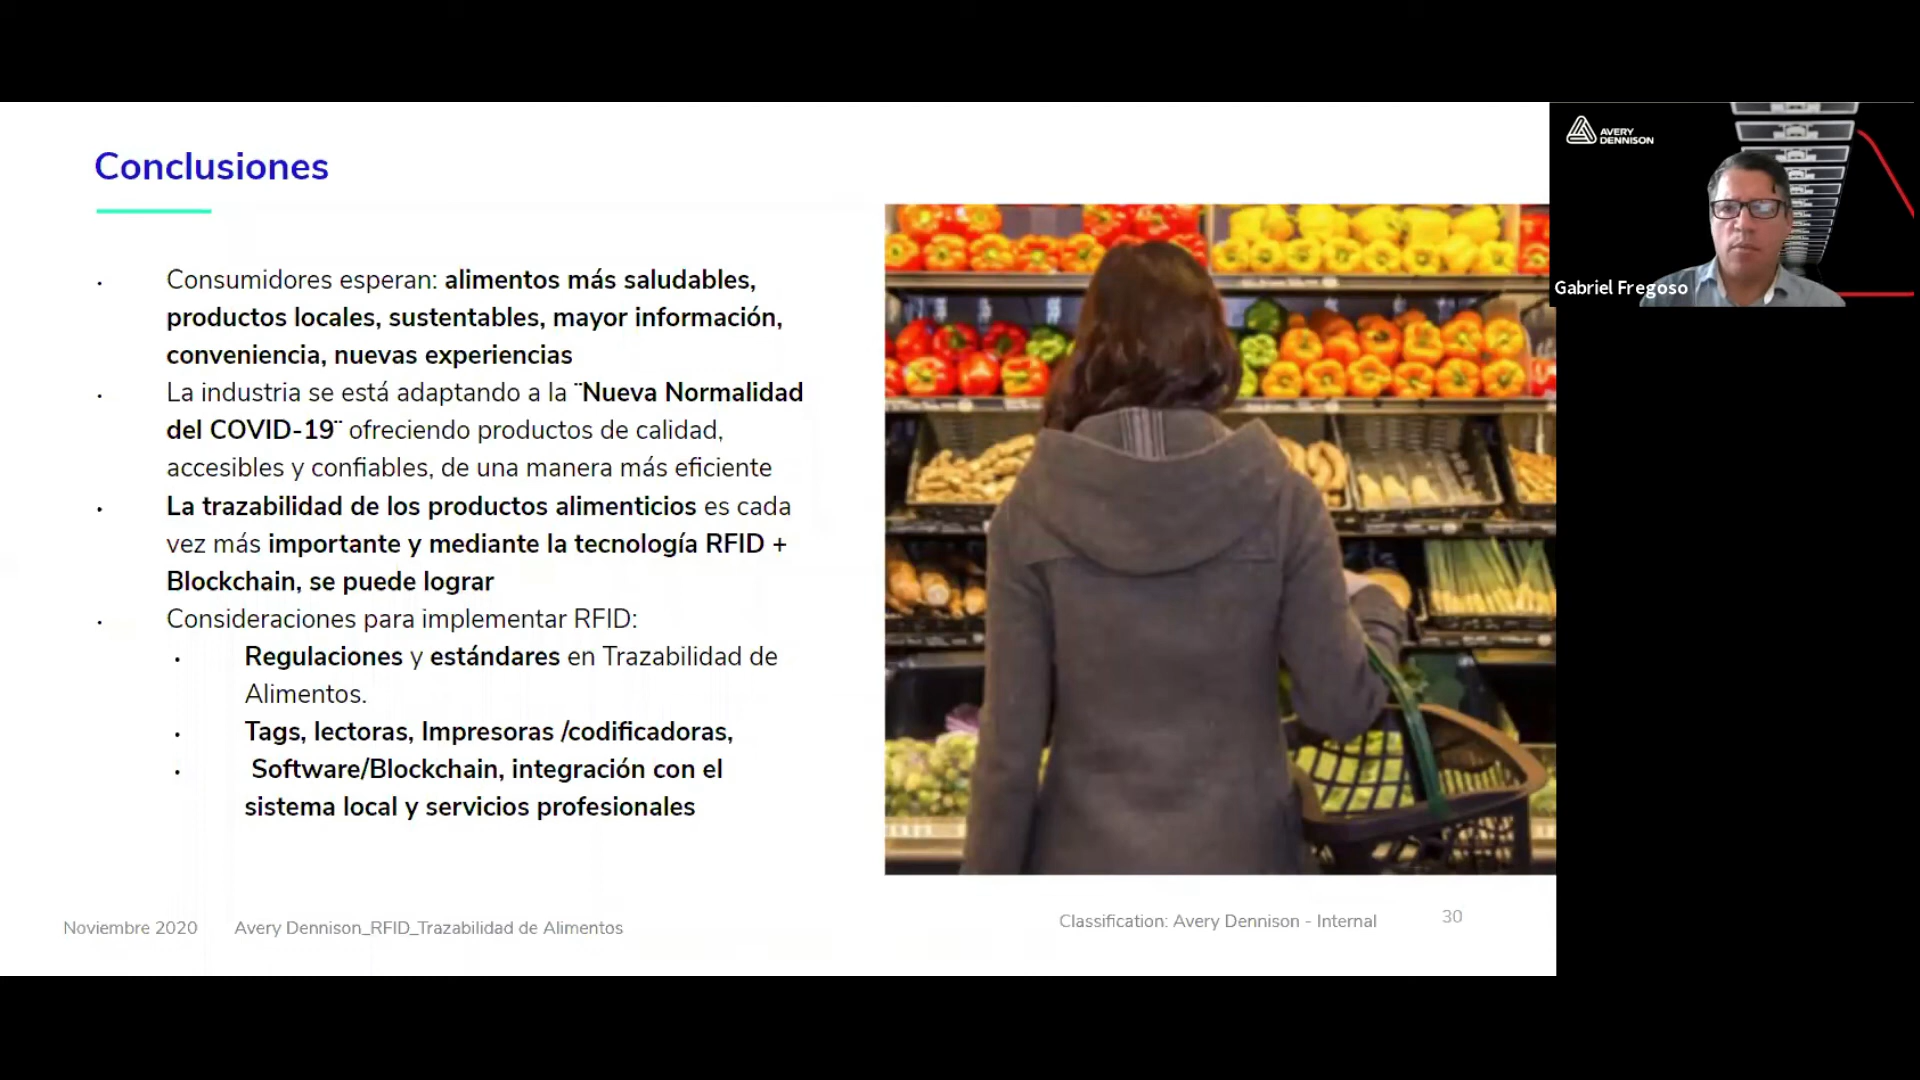 Conclusiones
Consumidores esperan: alimentos más saludables,
productos locales, sustentables, mayor información,
conveniencia, nuevas experiencias
La industria se está adaptando a la ¨Nueva Normalidad
del COVID-19¨ ofreciendo productos de calidad,
accesibles y confiables, de una manera más eficiente
La trazabilidad de los productos alimenticios es cada
vez más importante y mediante la tecnología RFID +
Blockchain, se puede lograr
Consideraciones para implementar RFID:
Regulaciones y estándares en Trazabilidad de
Alimentos.
Tags, lectoras, Impresoras /codificadoras,
Software/Blockchain, integración con el
sistema local y servicios profesionales
Noviembre 2020
Avery Dennison_RFID_Trazabilidad de Alimentos
Classification: Avery Dennison - Internal
30
AVERY
DENNISON
Gabriel Fregoso